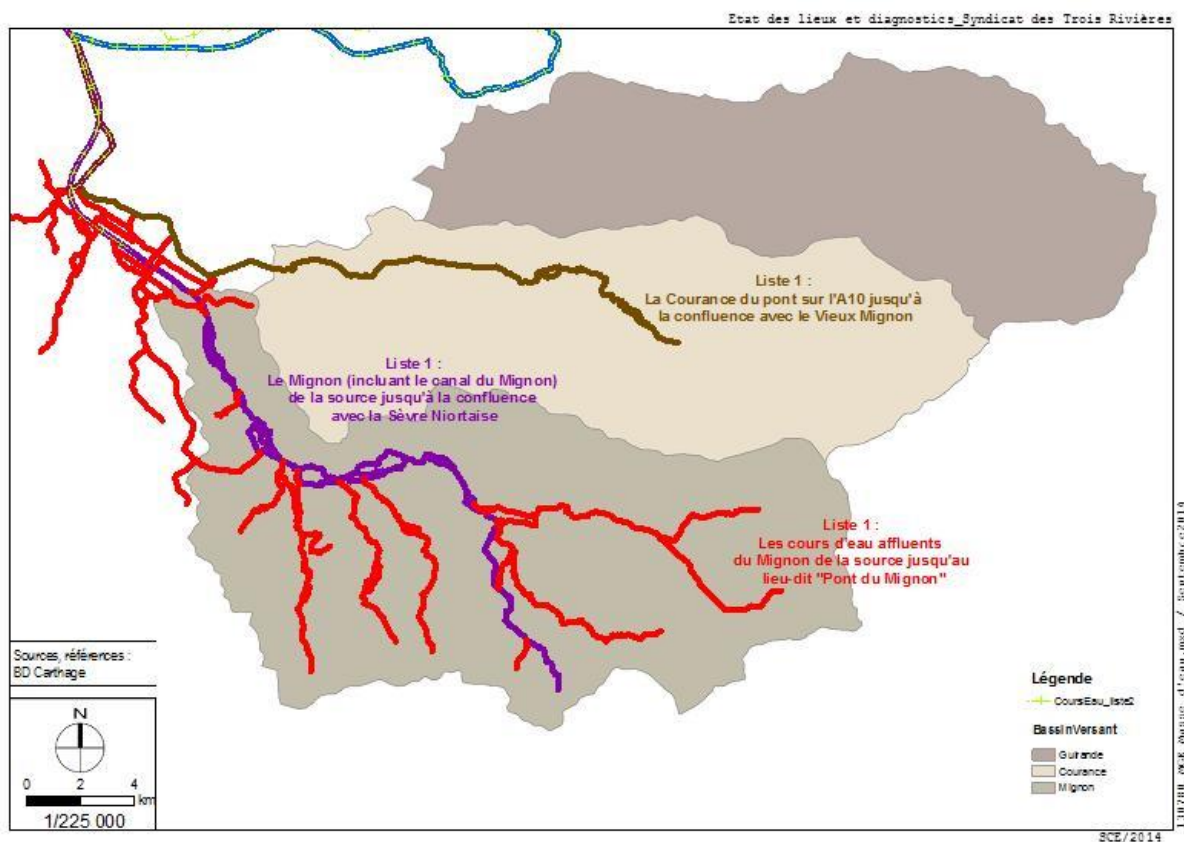 Etat des lieux et diagnostics_Syndicat des Trois Rivières
Liste 1 :
La Courance du pont sur l'A10 jusqu'à
la confluence avec le Vieux Mignon
Liste 1 :
Le Mignon (incluant le canal du Mignon)
de la source jusqu'à la confluence
avec la Sèvre Niortaise
Liste 1 :
Les cours d'eau affluents
du Mignon de la source jusqu'au
lieu-dit "Pont du Mignon"
Sources, références :
BD Carthage
N
0 2 4
km
1/225 000
Légende
CoursEau_liste2
BassinVersant
Guirande
Courance
Mignon
d'eau.mxd / Septembre2014
SCE/2014